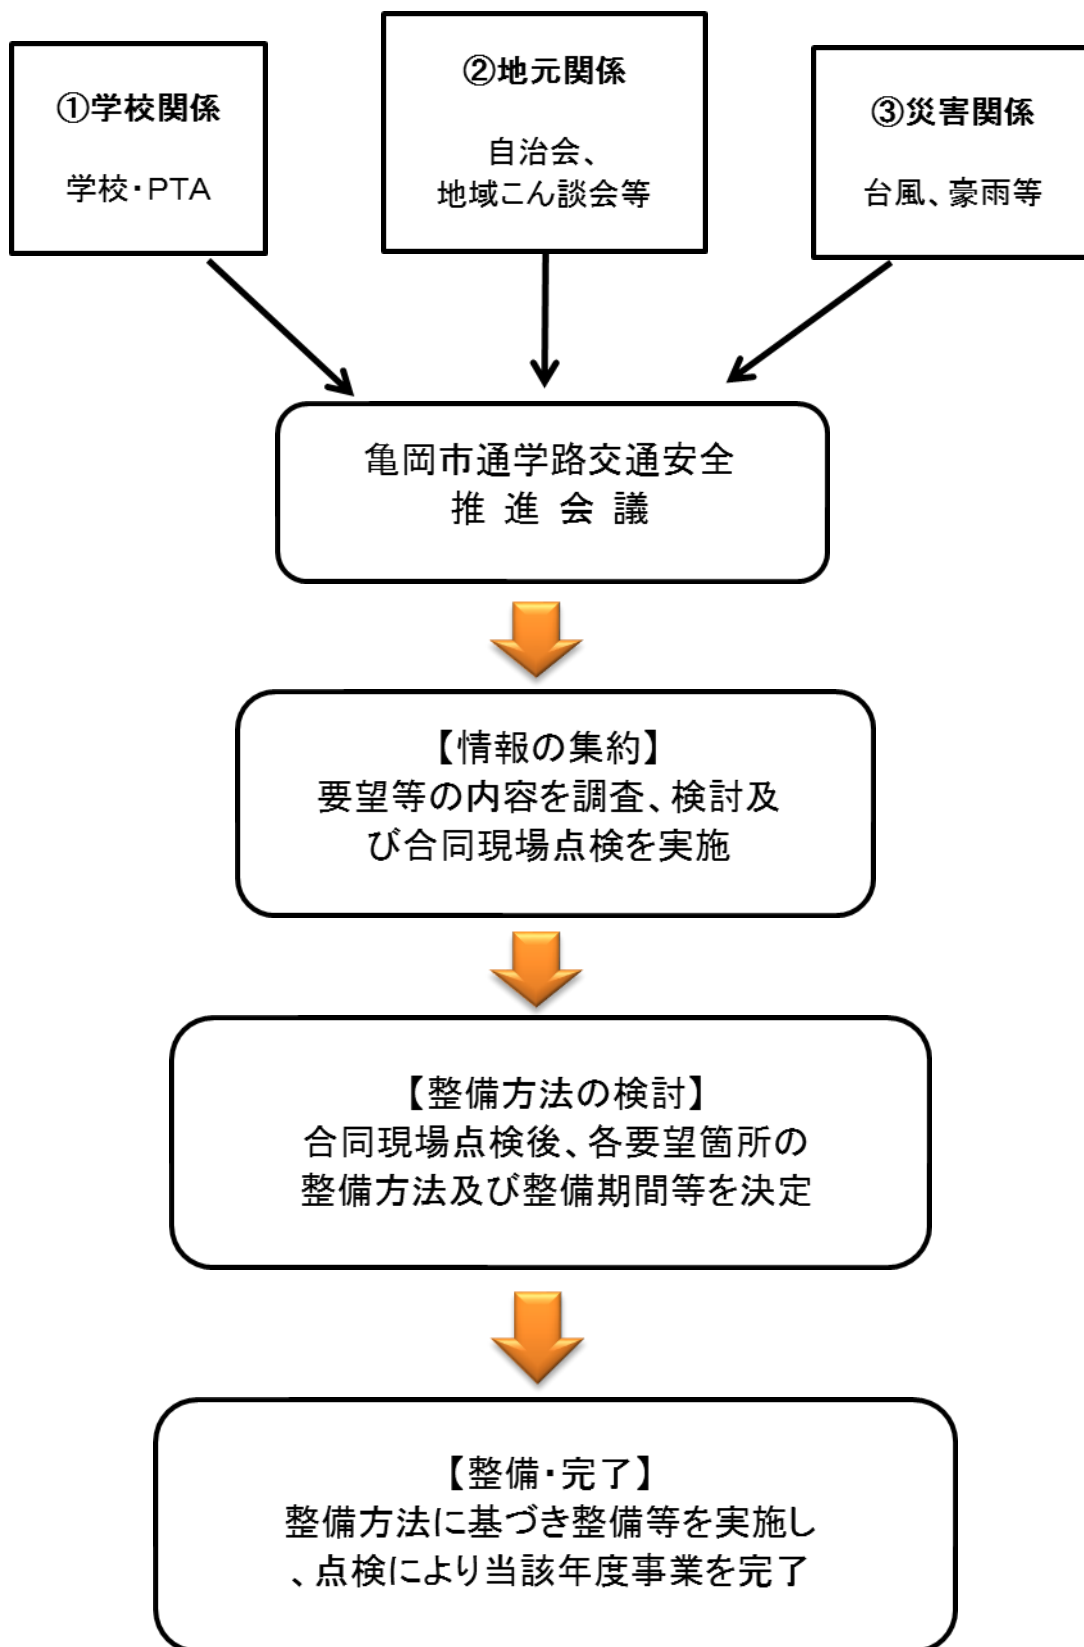 ①学校関係
学校・PTA
②地元関係
自治会、
地域こん談会等
③災害関係
台風、豪雨等
亀岡市通学路交通安全
推 進 会 議
【情報の集約】
要望等の内容を調査、検討及
び合同現場点検を実施
【整備方法の検討】
合同現場点検後、各要望箇所の
整備方法及び整備期間等を決定
【整備・完了】
整備方法に基づき整備等を実施し
、点検により当該年度事業を完了